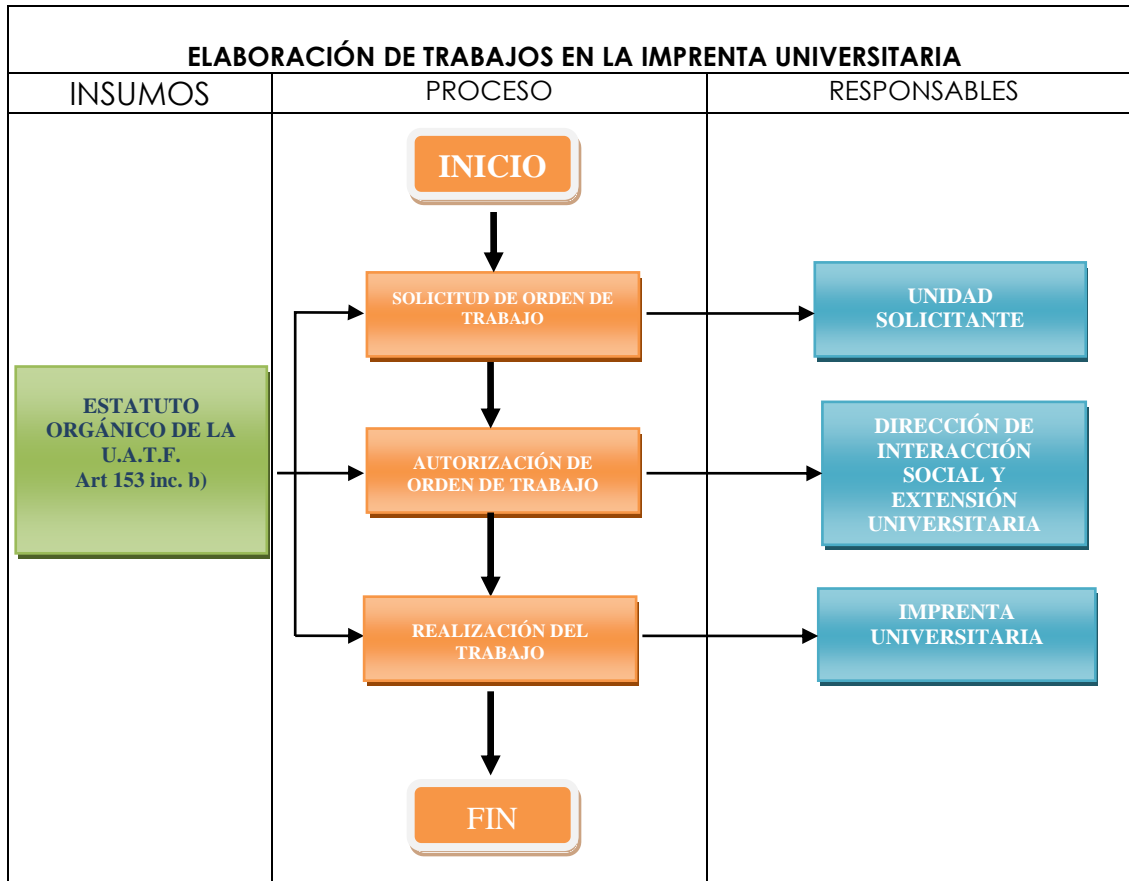 ELABORACIÓN DE TRABAJOS EN LA IMPRENTA UNIVERSITARIA
INSUMOS
PROCESO
RESPONSABLES
INICIO
SOLICITUD DE ORDEN DE
TRABAJO
UNIDAD
SOLICITANTE
ESTATUTO
ORGÁNICO DE LA
U.A.T.F.
Art 153 inc. b)
AUTORIZACIÓN DE
ORDEN DE TRABAJO
DIRECCIÓN DE
INTERACCIÓN
SOCIAL Y
EXTENSIÓN
UNIVERSITARIA
REALIZACIÓN DEL
TRABAJO
IMPRENTA
UNIVERSITARIA
FIN